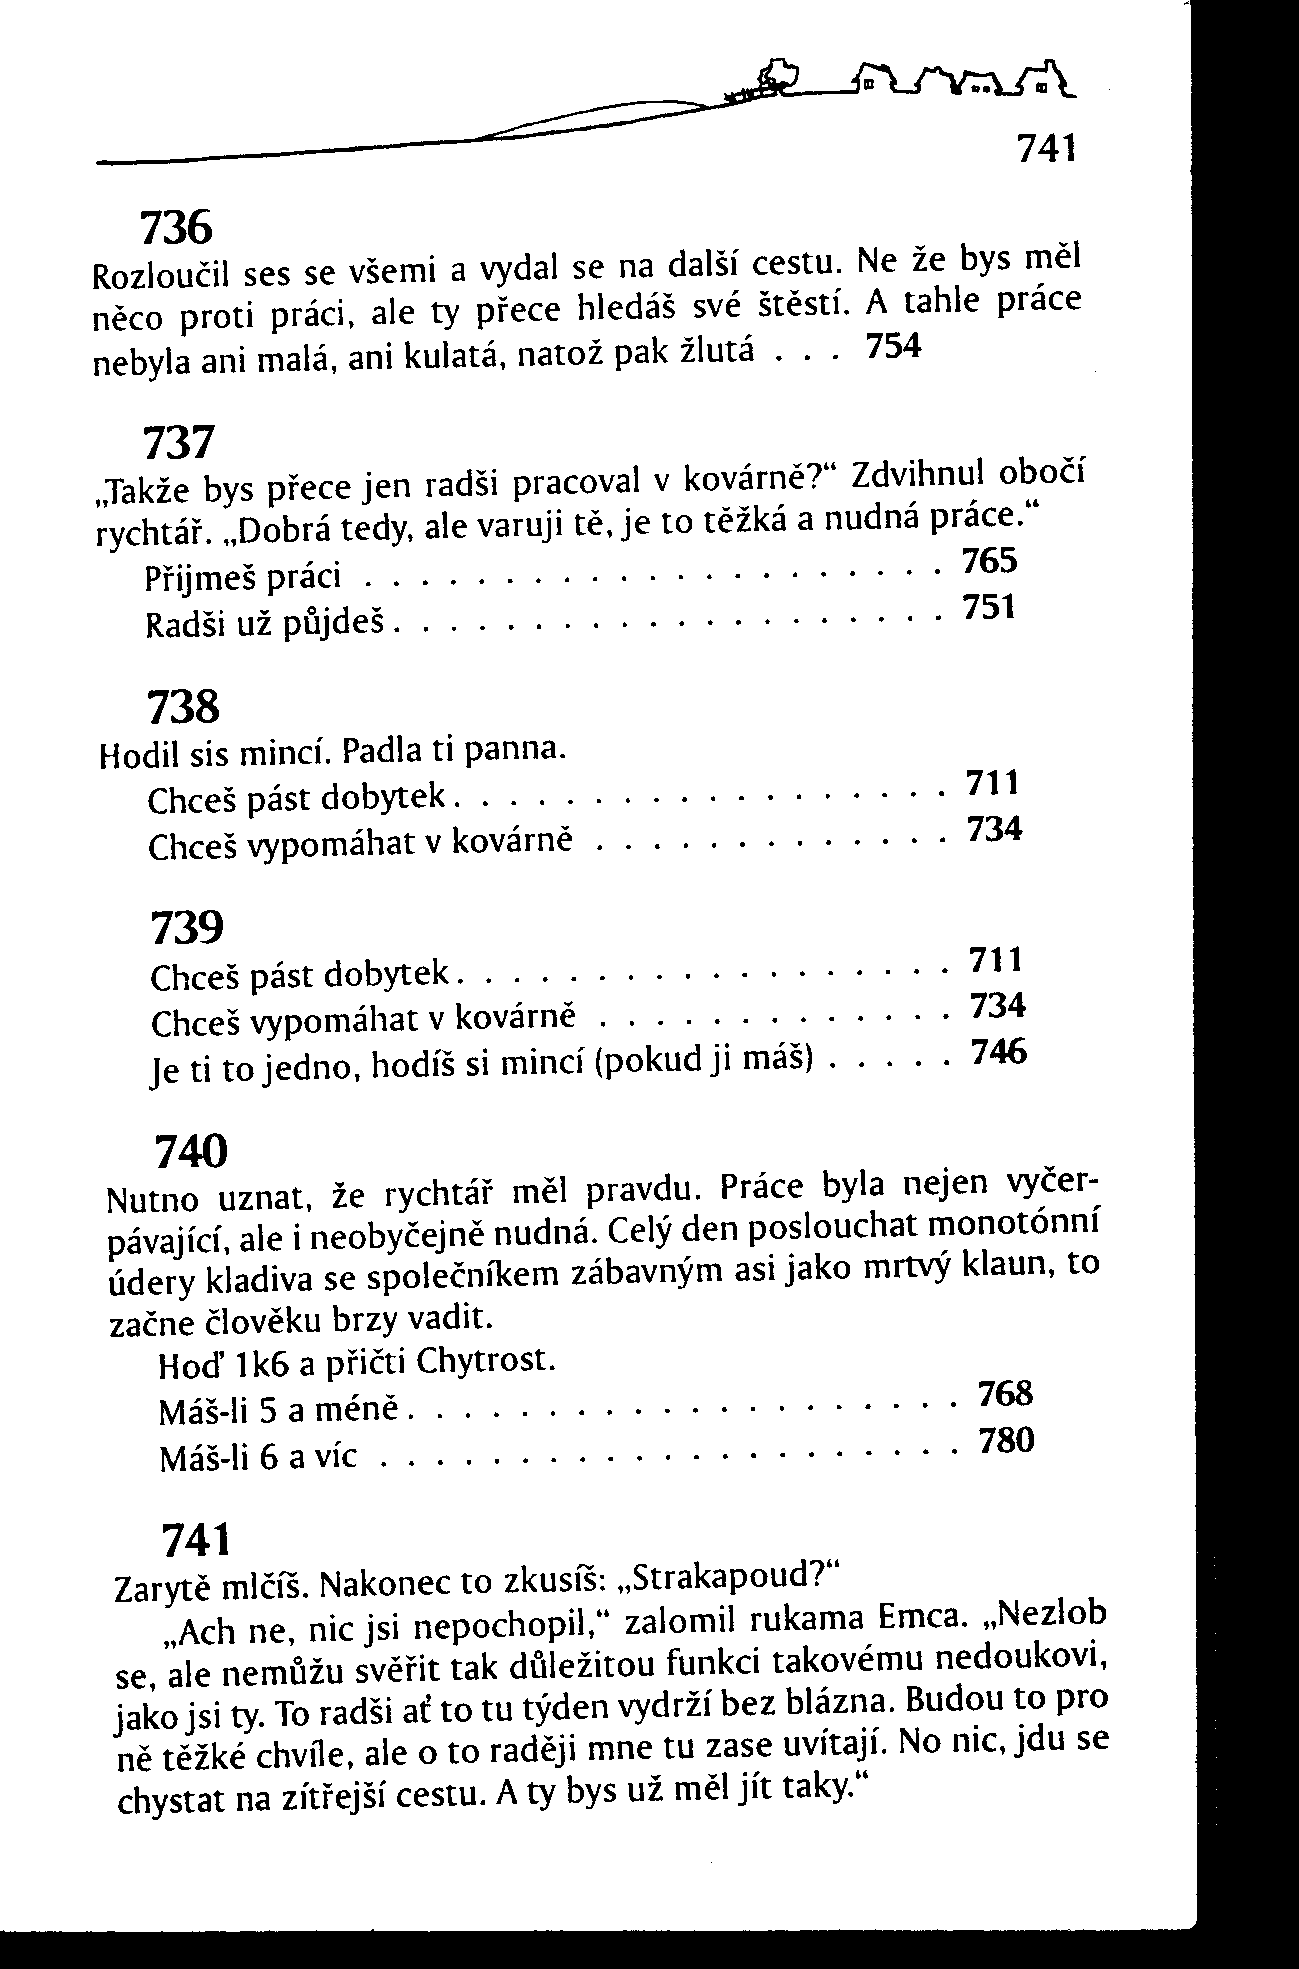 741
736
Rozloučil ses se všemi a vydal se na další cestu. Ne že bys měl
něco proti práci, ale ty přece hledáš své štěstí. A tahle práce
nebyla ani malá, ani kulatá, natož pak žlutá . . . 754
737
„Takže bys přece jen radši pracoval v kovárně?“ Zdvihnul obočí
rychtář. „Dobrá tedy, ale varuji tě, je to těžká a nudná práce.“
Přijmeš práci . . . . . . . . . . . . . . . . . . . . . 765
Radši už půjdeš. . . . . . . . . . . . . . . . . . . . 751
738
Hodil sis mincí. Padla ti panna.
Chceš pást dobytek. . . . . . . . . . . . . . . . . . 711
Chceš vypomáhat v kovárně . . . . . . . . . . . . . 734
739
Chceš pást dobytek. . . . . . . . . . . . . . . . . . 711
Chceš vypomáhat v kovárně . . . . . . . . . . . . . 734
Je ti to jedno, hodíš si mincí (pokud ji máš) . . . . . 746
740
Nutno uznat, že rychtář měl pravdu. Práce byla nejen vyčer-
pávající, ale i neobyčejně nudná. Celý den poslouchat monotónní
údery kladiva se společníkem zábavným asi jako mrtvý klaun, to
začne člověku brzy vadit.
Hoď 1k6 a přičti Chytrost.
Máš-li 5 a méně. . . . . . . . . . . . . . . . . . . . 768
Máš-li 6 a víc . . . . . . . . . . . . . . . . . . . . . 780
741
Zarytě mlčíš. Nakonec to zkusíš: „Strakapoud?“
„Ach ne, nic jsi nepochopil,“ zalomil rukama Emca. „Nezlob
se, ale nemůžu svěřit tak důležitou funkci takovému nedoukovi,
jako jsi ty. To radši ať to tu týden vydrží bez blázna. Budou to pro
ně těžké chvíle, ale o to raději mne tu zase uvítají. No nic, jdu se
chystat na zítřejší cestu. A ty bys už měl jít taky.“